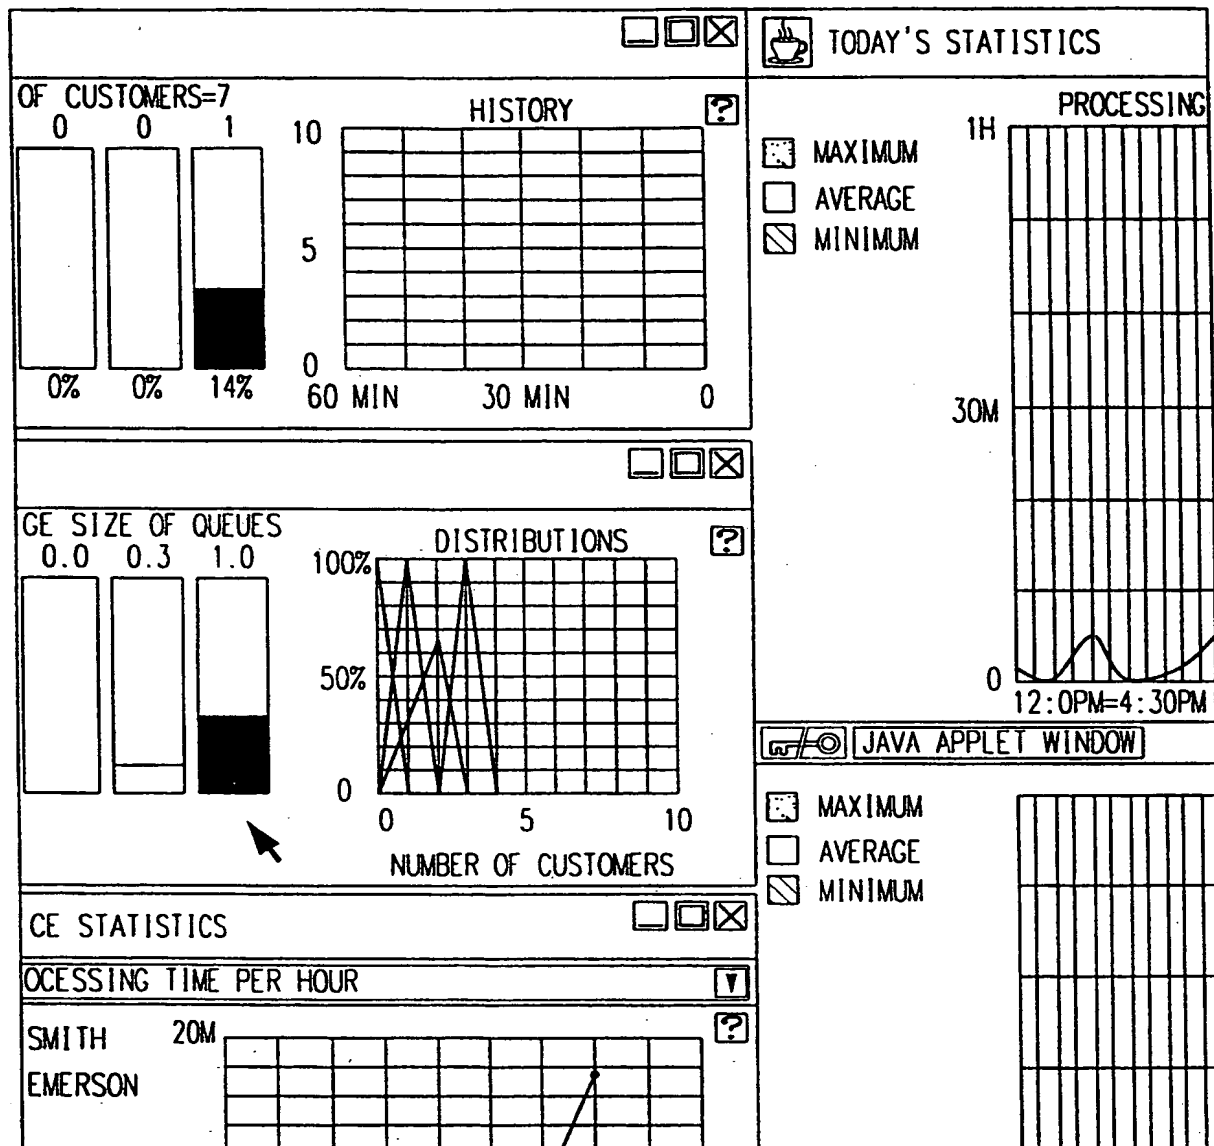 OF CUSTOMERS=7
0 0 1
0% 0% 14%
HISTORY
?
10
5
0
60 MIN 30 MIN 0
GE SIZE OF QUEUES
0.0 0.3 1.0
DISTRIBUTIONS
?
100%
50%
0
0 5 10
NUMBER OF CUSTOMERS
CE STATISTICS
OCESSING TIME PER HOUR
?
SMITH
EMERSON
20M
TODAY'S STATISTICS
PROCESSING
MAXIMUM
AVERAGE
MINIMUM
1H
30M
0
12:0PM=4:30PM
JAVA APPLET WINDOW
MAXIMUM
AVERAGE
MINIMUM